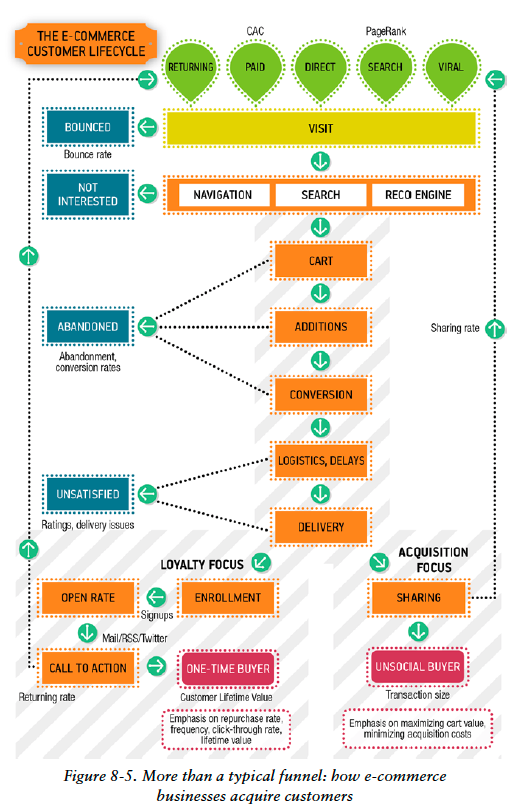 THE E-COMMERCE
CUSTOMER LIFECYCLE
CAC
PageRank
RETURNING
PAID
DIRECT
SEARCH
VIRAL
BOUNCED
VISIT
Bounce rate
NOT
INTERESTED
NAVIGATION
SEARCH
RECO ENGINE
CART
ABANDONED
ADDITIONS
Sharing rate
Abandonment,
conversion rates
CONVERSION
LOGISTICS, DELAYS
UNSATISFIED
Ratings, delivery issues
DELIVERY
LOYALTY FOCUS
ACQUISITION
FOCUS
OPEN RATE
ENROLLMENT
SHARING
Signups
Mail/RSS/Twitter
CALL TO ACTION
ONE-TIME BUYER
UNSOCIAL BUYER
Returning rate
Customer Lifetime Value
Transaction size
Emphasis on repurchase rate,
frequency, click-through rate,
lifetime value
Emphasis on maximizing cart value,
minimizing acquisition costs
Figure 8-5. More than a typical funnel: how e-commerce
businesses acquire customers